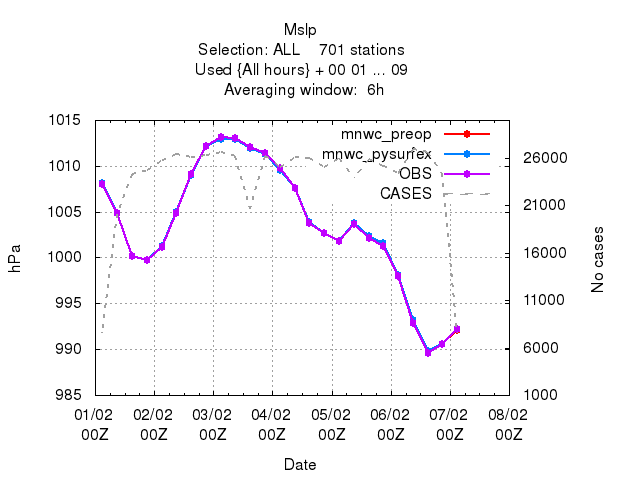 Mslp
Selection: ALL 701 stations
Used {All hours} + 00 01 ... 09
Averaging window: 6h
1015
1010
1005
1000
995
990
985
hPa
mnwc_preop
mnwc_pysurfex
OBS
CASES
26000
21000
16000
11000
6000
1000
No cases
01/02 02/02 03/02 04/02 05/02 06/02 07/02 08/02
00Z 00Z 00Z 00Z 00Z 00Z 00Z 00Z
Date